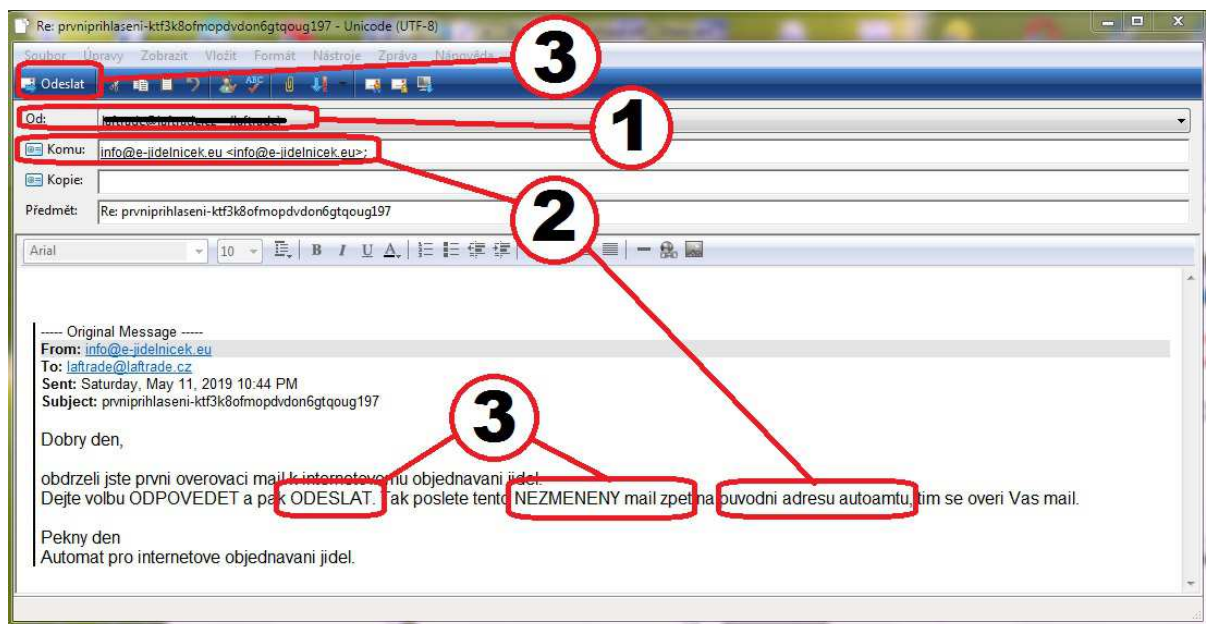 Re: prvniprihlaseni-ktf3k8ofmopdvdon6gtqoug197 - Unicode (UTF-8)
Soubor Úpravy Zobrazit Vložit Formát Nástroje Zpráva Nápověda
3
Odeslat
Od:
1
Komu: info@e-jidelnicek.eu <info@e-jidelnicek.eu>;
Kopie:
2
Předmět: Re: prvniprihlaseni-ktf3k8ofmopdvdon6gtqoug197
Arial 10 B I U A
----- Original Message -----
From: info@e-jidelnicek.eu
To: laftrade@laftrade.cz
Sent: Saturday, May 11, 2019 10:44 PM
Subject: prvniprihlaseni-ktf3k8ofmopdvdon6gtqoug197
3
Dobry den,
obdrzeli jste prvni overovaci mail k internetovemu objednavani jidel.
Dejte volbu ODPOVEDET a pak ODESLAT. Tak poslete tento NEZMENENY mail zpet na puvodni adresu autoamtu, tim se overi Vas mail.
Pekny den
Automat pro internetove objednavani jidel.